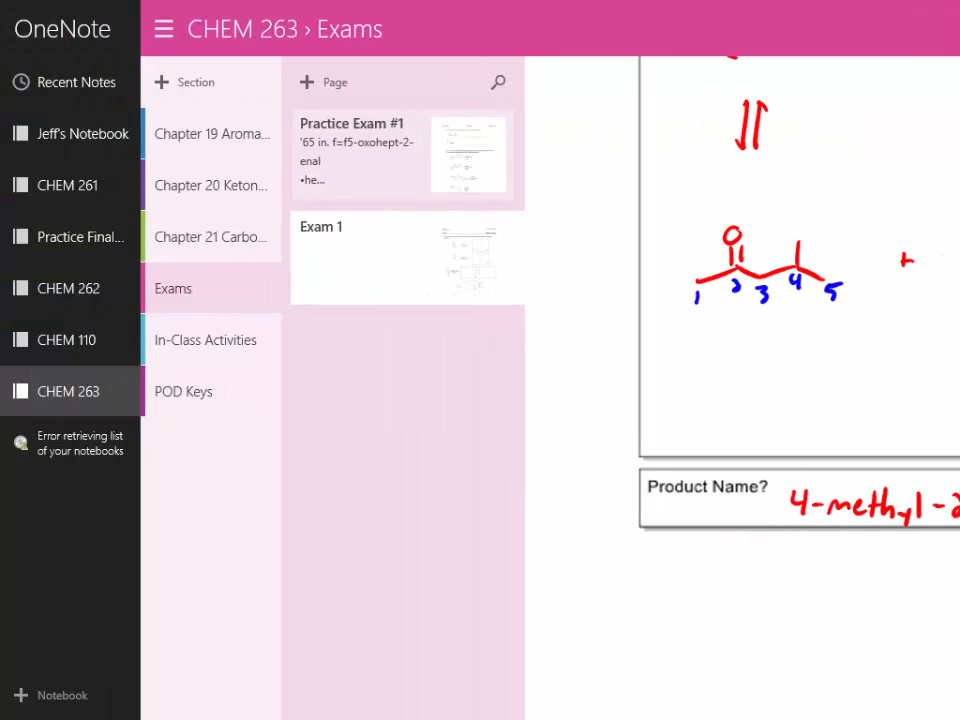 OneNote
CHEM 263 › Exams
Recent Notes
Jeff's Notebook
CHEM 261
Practice Final...
CHEM 262
CHEM 110
CHEM 263
Error retrieving list
of your notebooks
Notebook
Section
Chapter 19 Aroma...
Chapter 20 Keton...
Chapter 21 Carbo...
Exams
In-Class Activities
POD Keys
Page
Practice Exam #1
'65 in. f=f5-oxohept-2-
enal
•he...
Exam 1
O
+
1 2 3 4 5
Product Name? 4-methyl-2